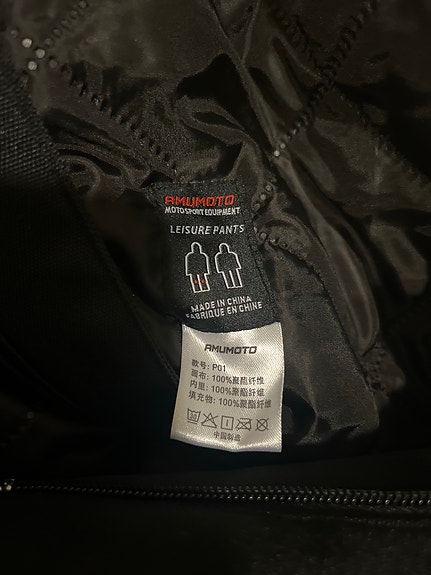 AMUMOTO
MOTOSPORT EQUIPMENT
LEISURE PANTS
MADE IN CHINA
FABRIQUE EN CHINE
AMUMOTO
款号: P01
面布: 100%聚酯纤维
内里: 100%聚酯纤维
填充物: 100%聚酯纤维
中国制造